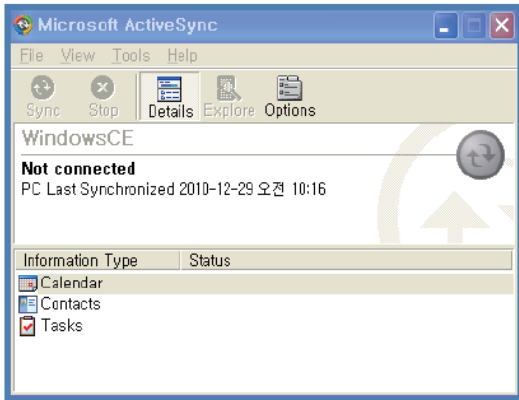 Microsoft ActiveSync
File View Tools Help
Sync Stop Details Explore Options
WindowsCE
Not connected
PC Last Synchronized 2010-12-29 오전 10:16
Information Type Status
Calendar
Contacts
Tasks